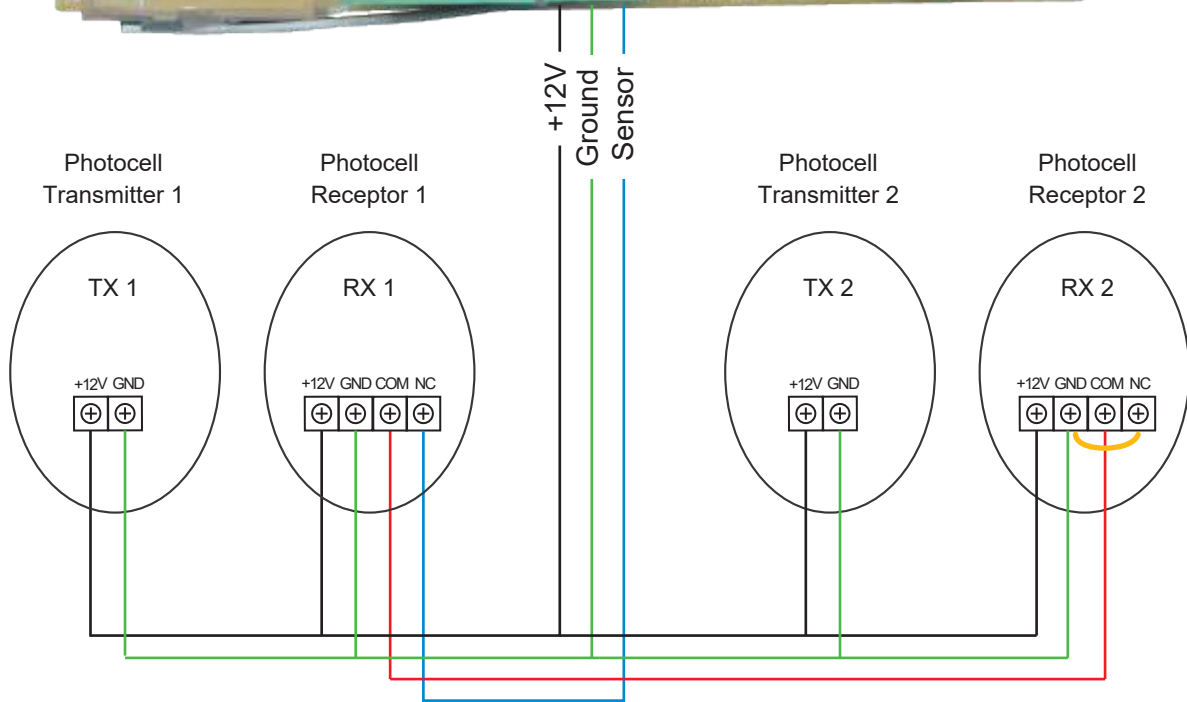 +12V
Ground
Sensor
Photocell
Transmitter 1
Photocell
Receptor 1
Photocell
Transmitter 2
Photocell
Receptor 2
TX 1
RX 1
TX 2
RX 2
+12V GND
+12V GND COM NC
+12V GND
+12V GND COM NC